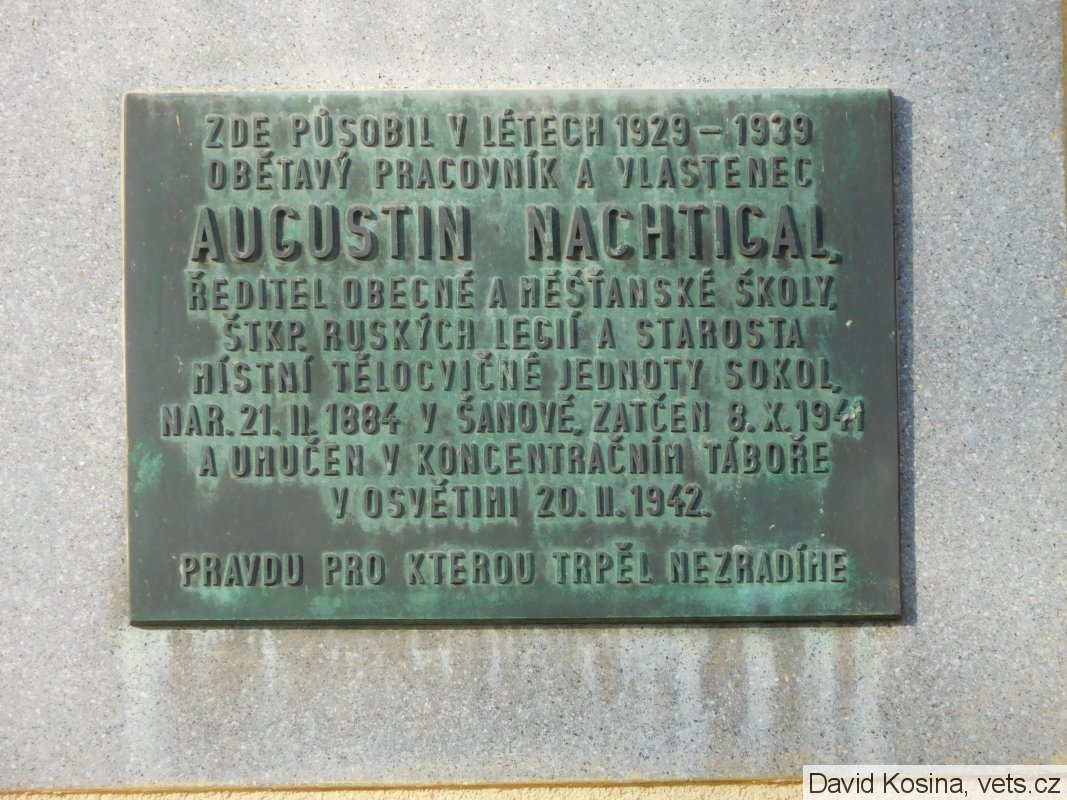 ZDE PŮSOBIL V LÉTECH 1929 – 1939
OBĚTAVÝ PRACOVNÍK A VLASTENEC
AUGUSTIN NACHTIGAL,
ŘEDITEL OBECNÉ A MĚŠŤANSKÉ ŠKOLY,
ŠTKP. RUSKÝCH LEGIÍ A STAROSTA
MÍSTNÍ TĚLOCVIČNÉ JEDNOTY SOKOL,
NAR. 21. II. 1884 V ŠANOVĚ, ZATČEN 8. X. 1941
A UMUČEN V KONCENTRAČNÍM TÁBOŘE
V OSVĚTIMI 20. II. 1942.
PRAVDU PRO KTEROU TRPĚL NEZRADÍME
David Kosina, vets.cz